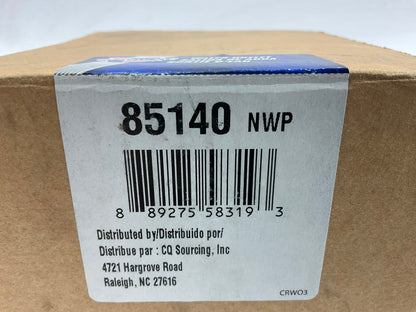 85140 NWP
8 89275 58319 3
Distributed by/Distribuido por/
Distribue par : CQ Sourcing, Inc
4721 Hargrove Road
Raleigh, NC 27616
CRWO3